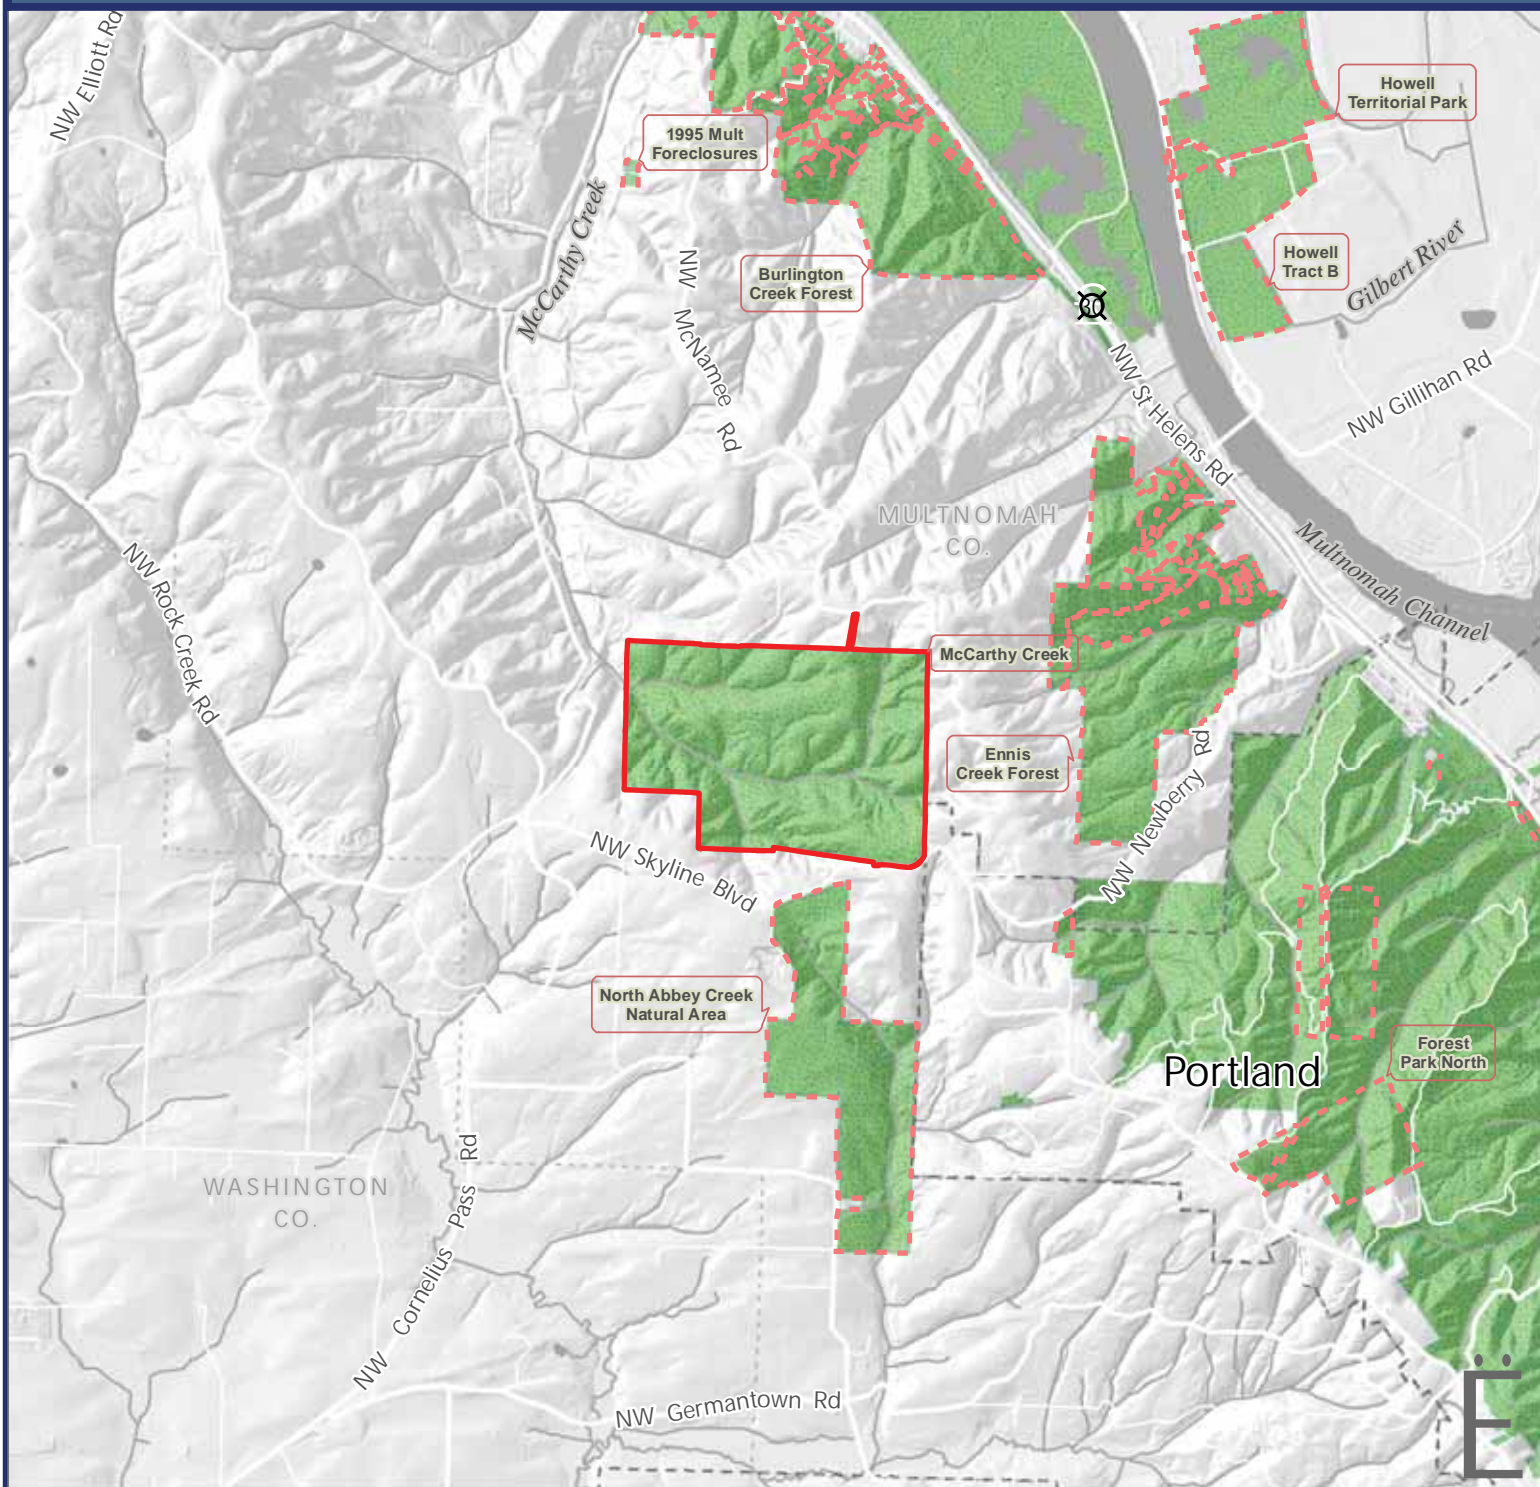 NW Elliott Rd
Howell
Territorial Park
1995 Mult
Foreclosures
McCarthy Creek
NW McNamee Rd
Burlington
Creek Forest
Howell
Tract B
Gilbert River
30
NW St Helens Rd
NW Gillihan Rd
MULTNOMAH
CO.
Multnomah Channel
NW Rock Creek Rd
McCarthy Creek
Ennis
Creek Forest
NW Newberry Rd
NW Skyline Blvd
North Abbey Creek
Natural Area
Forest
Park North
Portland
WASHINGTON
CO.
NW Cornelius Pass Rd
NW Germantown Rd
Ë